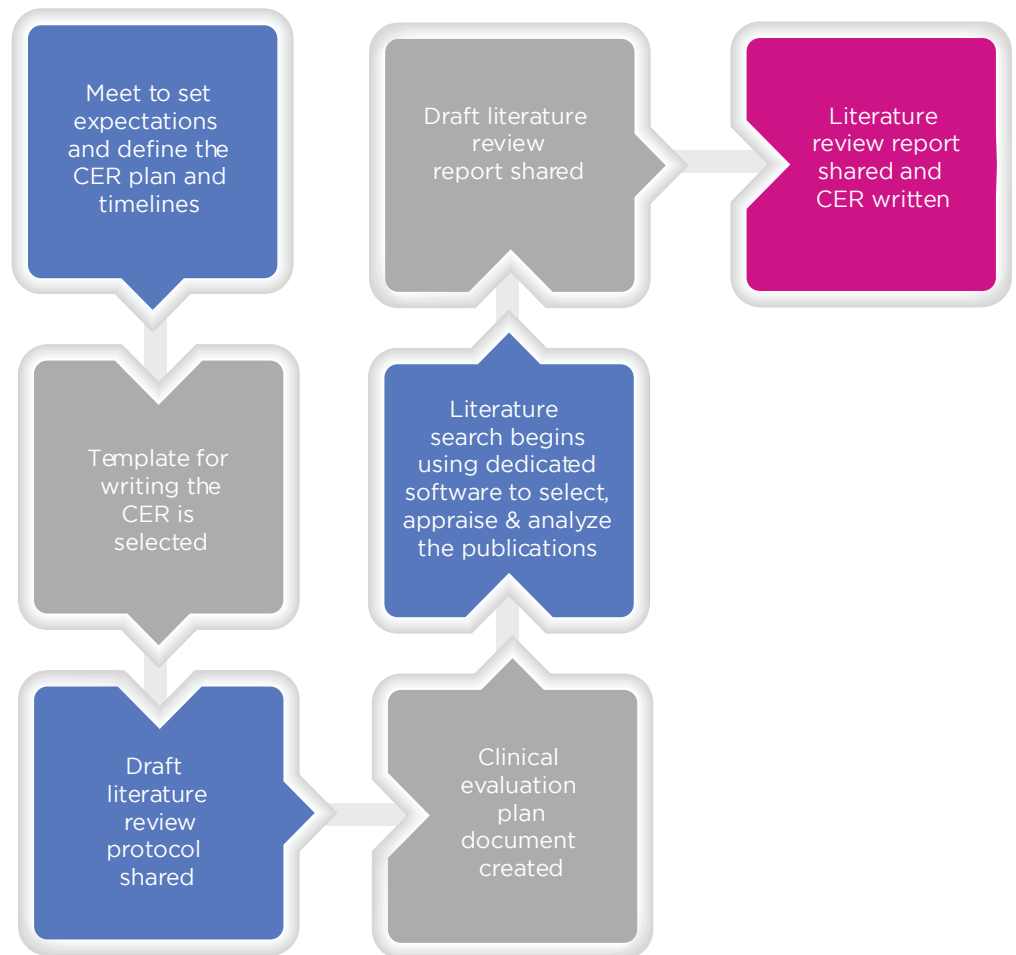 Meet to set
expectations
and define the
CER plan and
timelines
Template for
writing the
CER is
selected
Draft
literature
review
protocol
shared
Clinical
evaluation
plan
document
created
Literature
search begins
using dedicated
software to select,
appraise & analyze
the publications
Draft literature
review
report shared
Literature
review report
shared and
CER written